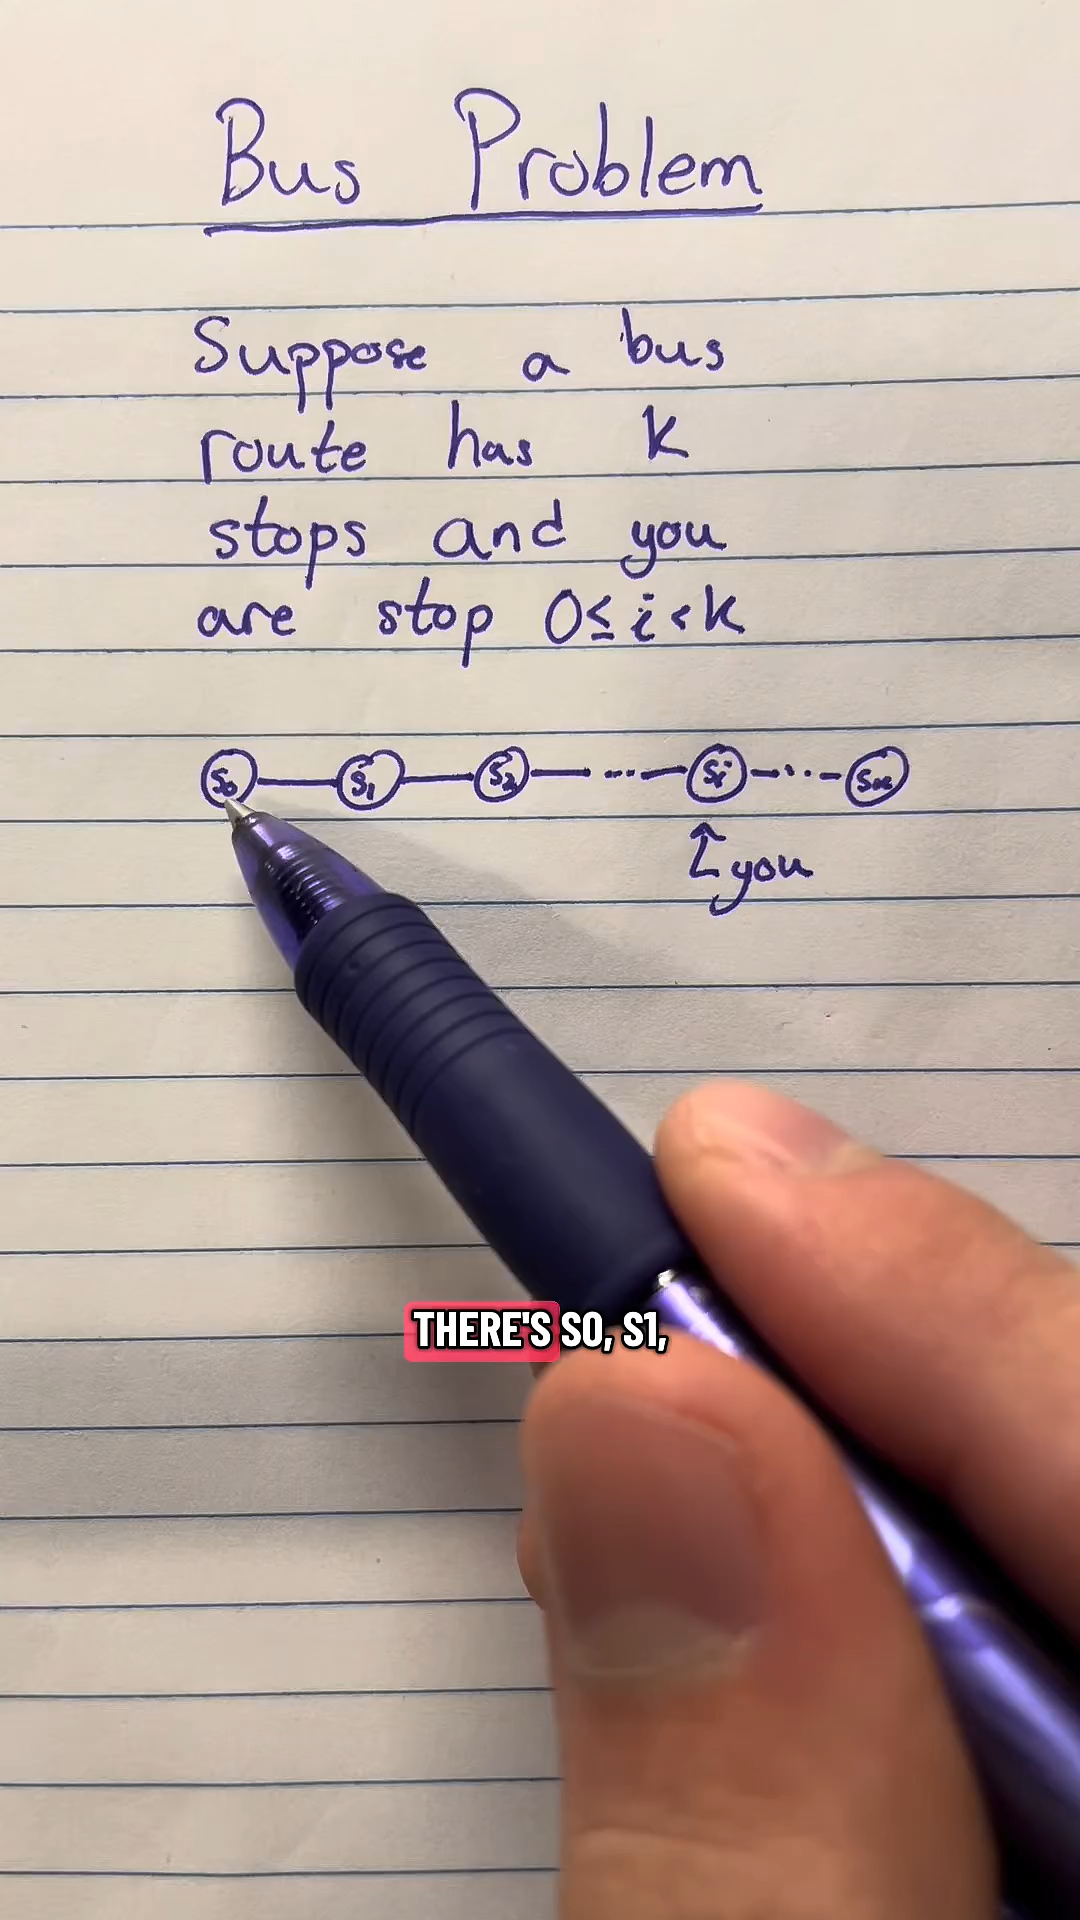 Bus Problem
Suppose a bus
route has k
stops and you
are stop 0≤i<k
S0 S1 S2 ... Si ...
↑ you
THERE'S S0, S1,